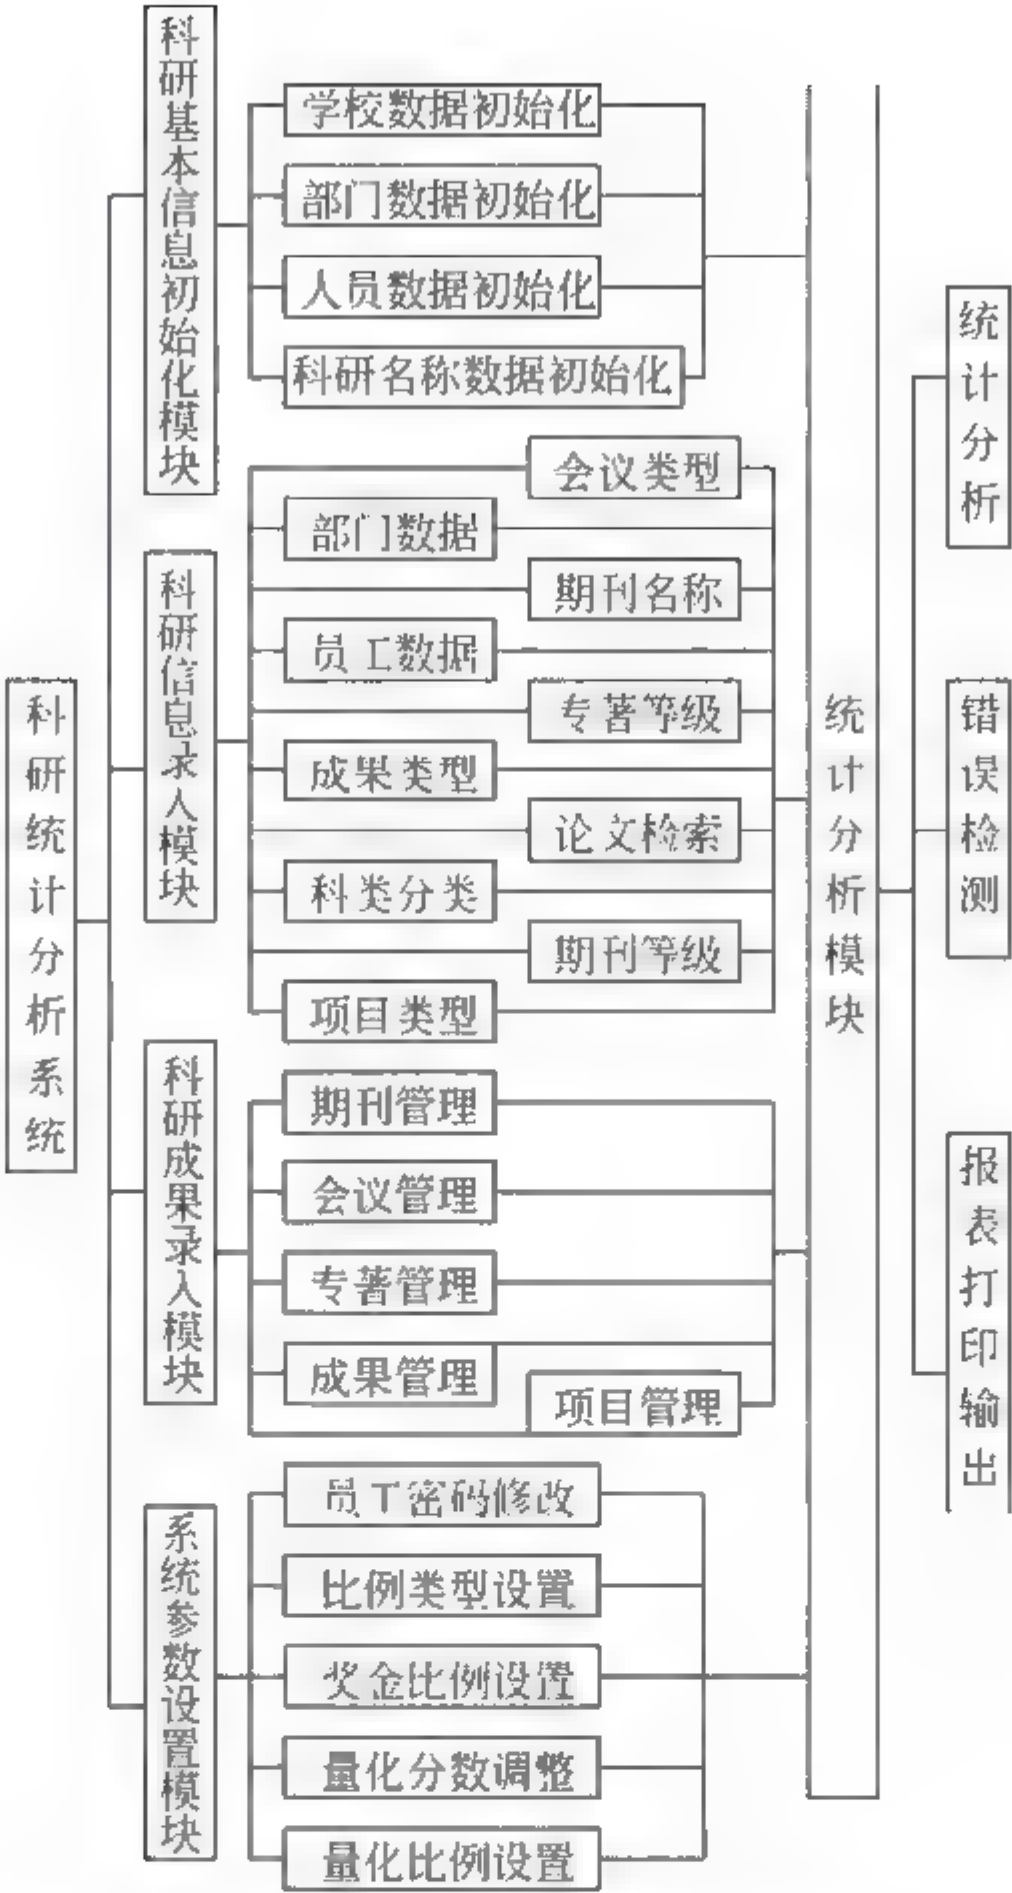 科研统计分析系统
科研基本信息初始化模块
学校数据初始化
部门数据初始化
人员数据初始化
科研名称数据初始化
科研信息录入模块
会议类型
部门数据
期刊名称
员工数据
专著等级
成果类型
论文检索
科类分类
期刊等级
项目类型
科研成果录入模块
期刊管理
会议管理
专著管理
成果管理
项目管理
系统参数设置模块
员工密码修改
比例类型设置
奖金比例设置
量化分数调整
量化比例设置
统计分析模块
统计分析
错误检测
报表打印输出